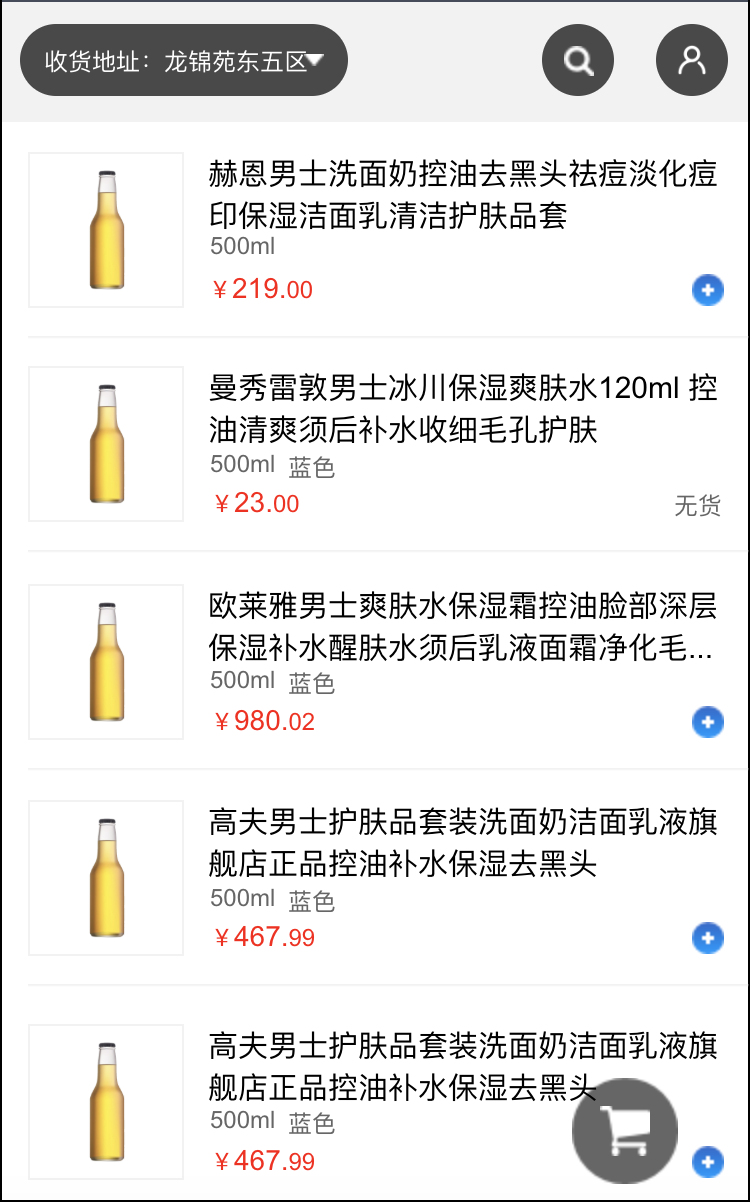 收货地址：龙锦苑东五区
赫恩男士洗面奶控油去黑头祛痘淡化痘
印保湿洁面乳清洁护肤品套
500ml
￥219.00
曼秀雷敦男士冰川保湿爽肤水120ml 控
油清爽须后补水收细毛孔护肤
500ml 蓝色
￥23.00
无货
欧莱雅男士爽肤水保湿霜控油脸部深层
保湿补水醒肤水须后乳液面霜净化毛...
500ml 蓝色
￥980.02
高夫男士护肤品套装洗面奶洁面乳液旗
舰店正品控油补水保湿去黑头
500ml 蓝色
￥467.99
高夫男士护肤品套装洗面奶洁面乳液旗
舰店正品控油补水保湿去黑头
500ml 蓝色
￥467.99